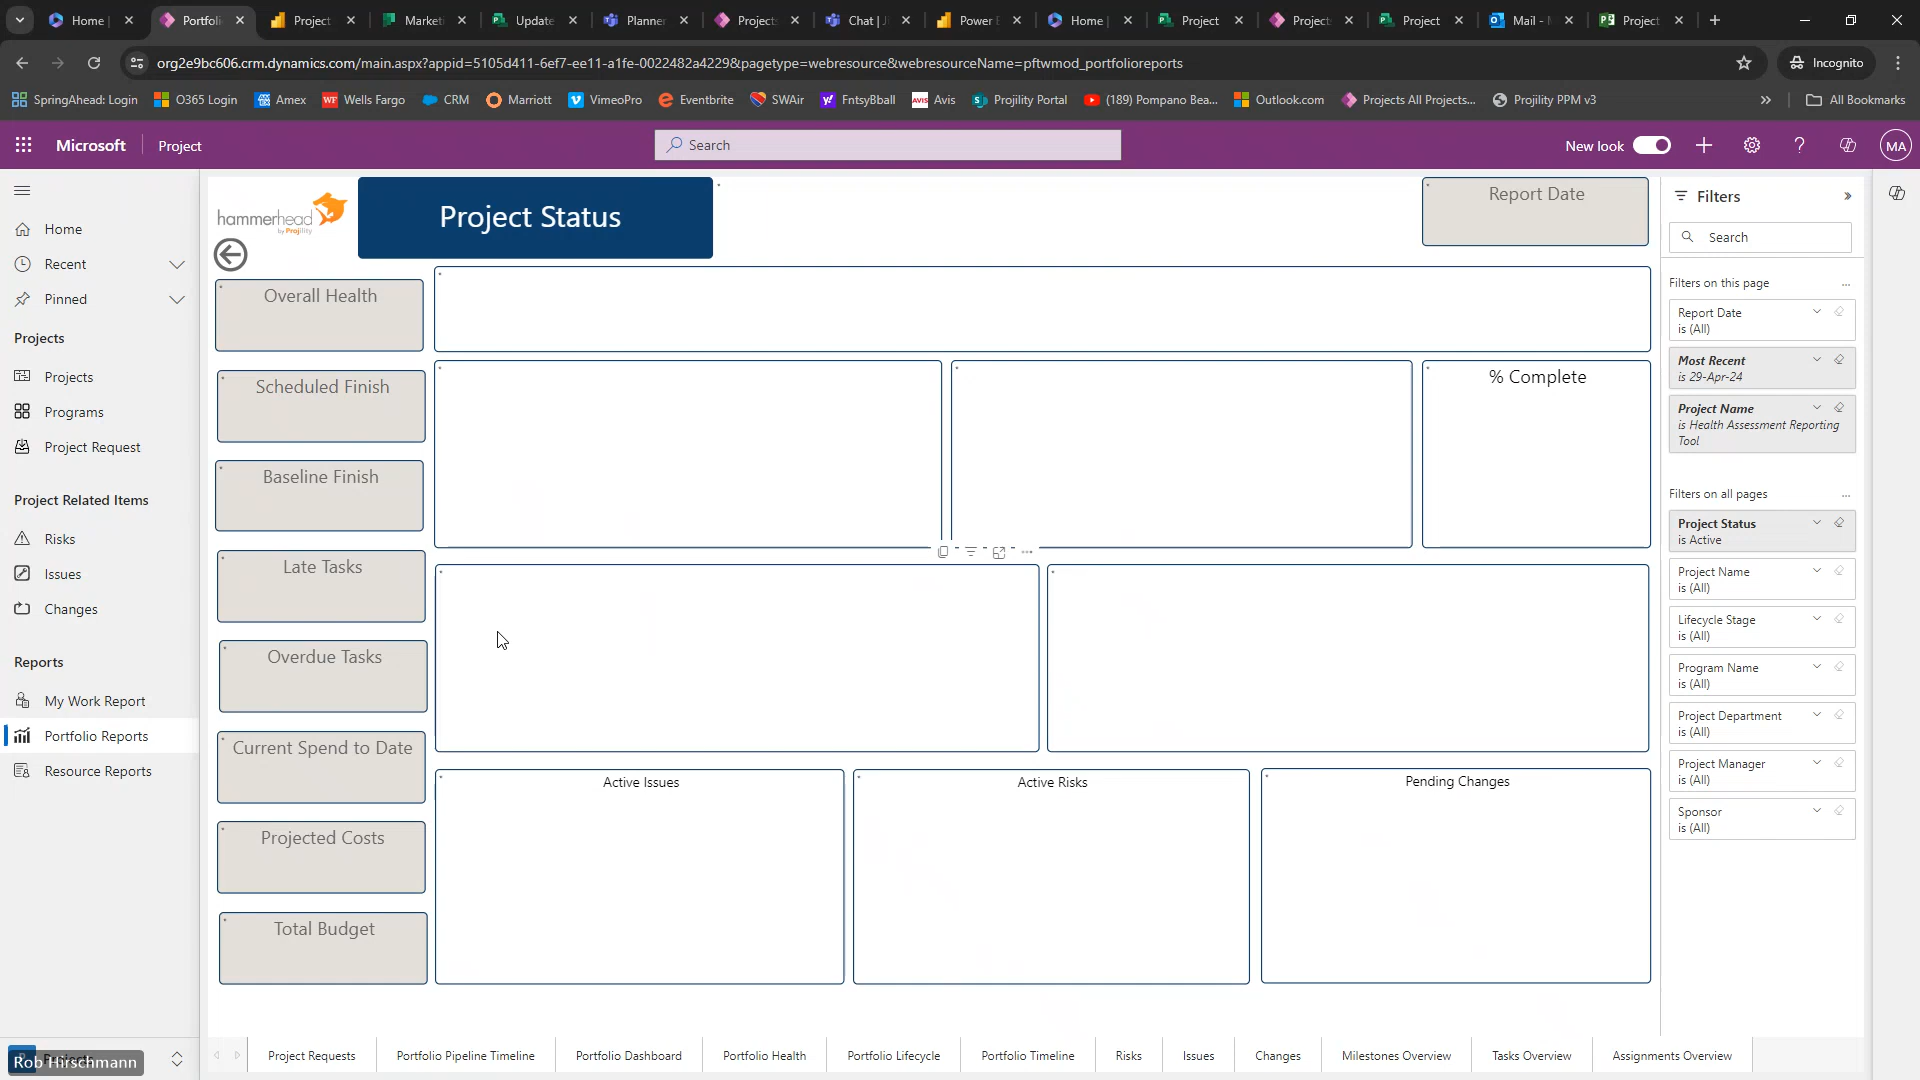 Home
Portfoli
Project
Marketi
Update
Planner
Projects
Chat | Ji
Power B
Home |
Project
Projects
Project
Mail -
Project
org2e9bc606.crm.dynamics.com/main.aspx?appid=5105d411-6ef7-ee11-a1fe-0022482a4229&pagetype=webresource&webresourceName=pftwmod_portfolioreports
Incognito
SpringAhead: Login
O365 Login
Amex
Wells Fargo
CRM
Marriott
VimeoPro
Eventbrite
SWAir
FntsyBball
Avis
Projility Portal
(189) Pompano Bea...
Outlook.com
Projects All Projects...
Projility PPM v3
All Bookmarks
Microsoft
Project
Search
New look
MA
Home
Recent
Pinned
Projects
Projects
Programs
Project Request
Project Related Items
Risks
Issues
Changes
Reports
My Work Report
Portfolio Reports
Resource Reports
Rob Hirschmann
hammerhead
by Projility
Project Status
Report Date
Overall Health
Scheduled Finish
Baseline Finish
Late Tasks
Overdue Tasks
Current Spend to Date
Projected Costs
Total Budget
% Complete
Active Issues
Active Risks
Pending Changes
Filters
Search
Filters on this page
...
Report Date
is (All)
Most Recent
is 29-Apr-24
Project Name
is Health Assessment Reporting
Tool
Filters on all pages
...
Project Status
is Active
Project Name
is (All)
Lifecycle Stage
is (All)
Program Name
is (All)
Project Department
is (All)
Project Manager
is (All)
Sponsor
is (All)
Project Requests
Portfolio Pipeline Timeline
Portfolio Dashboard
Portfolio Health
Portfolio Lifecycle
Portfolio Timeline
Risks
Issues
Changes
Milestones Overview
Tasks Overview
Assignments Overview